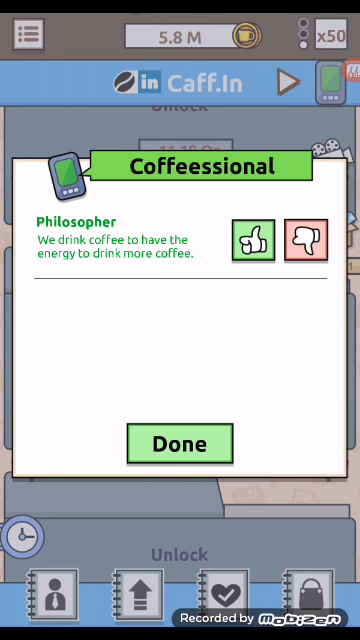 5.8 M
x50
in Caff.In
Unlock
Coffeessional
Philosopher
We drink coffee to have the
energy to drink more coffee.
Done
Unlock
Recorded by MOBIZEN